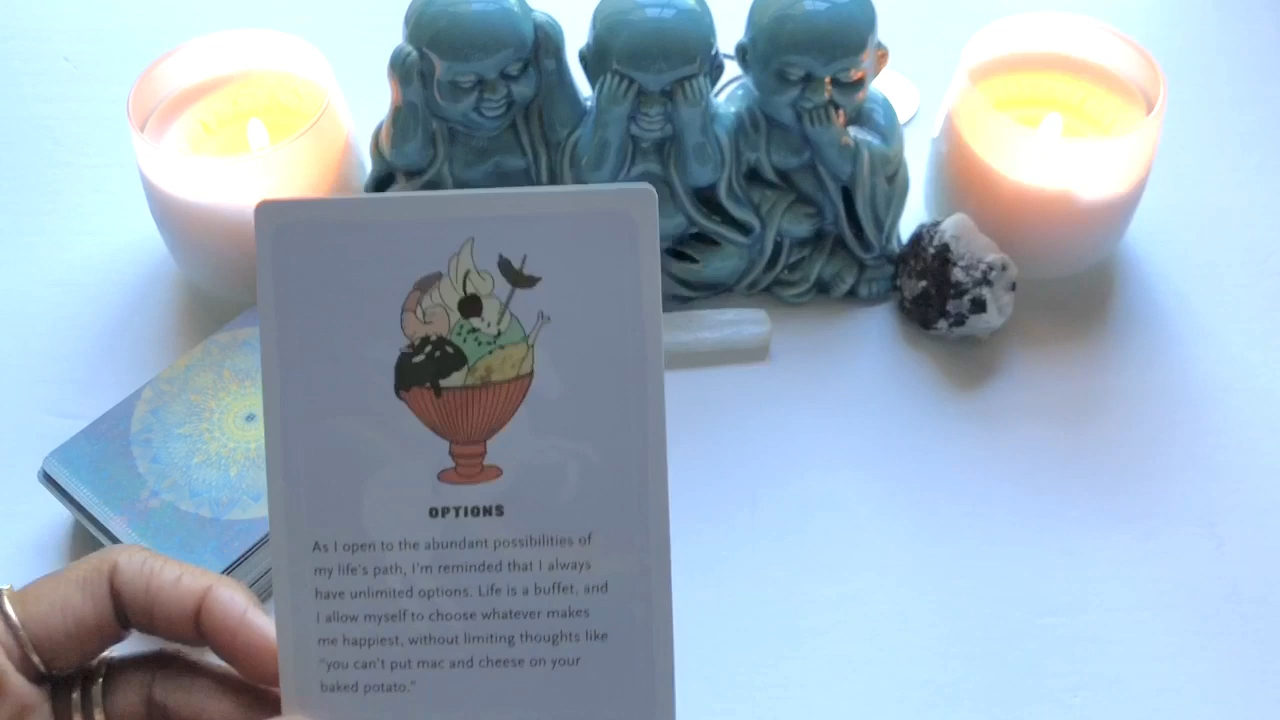 OPTIONS
As I open to the abundant possibilities of
my life's path, I'm reminded that I always
have unlimited options. Life is a buffet, and
I allow myself to choose whatever makes
me happiest, without limiting thoughts like
"you can't put mac and cheese on your
baked potato."